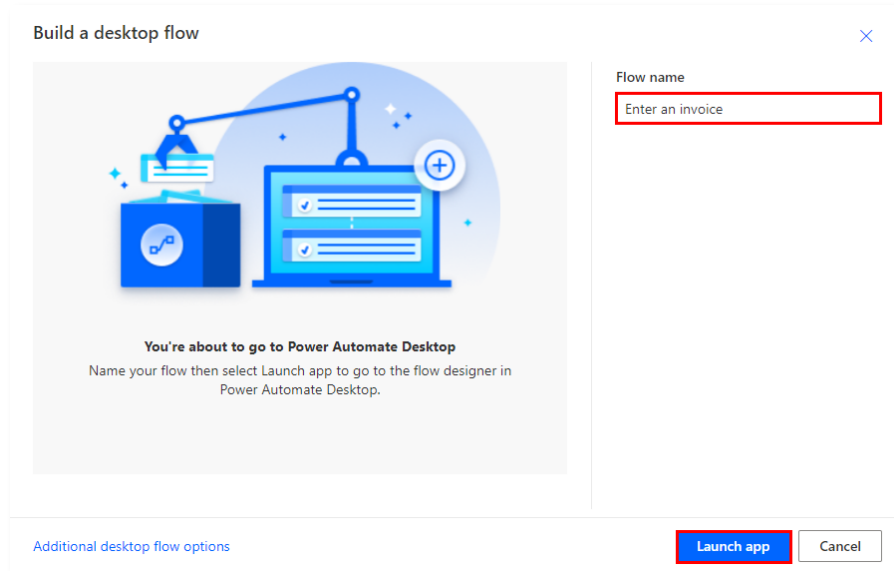 Build a desktop flow
Flow name
Enter an invoice
You're about to go to Power Automate Desktop
Name your flow then select Launch app to go to the flow designer in
Power Automate Desktop.
Additional desktop flow options
Launch app
Cancel